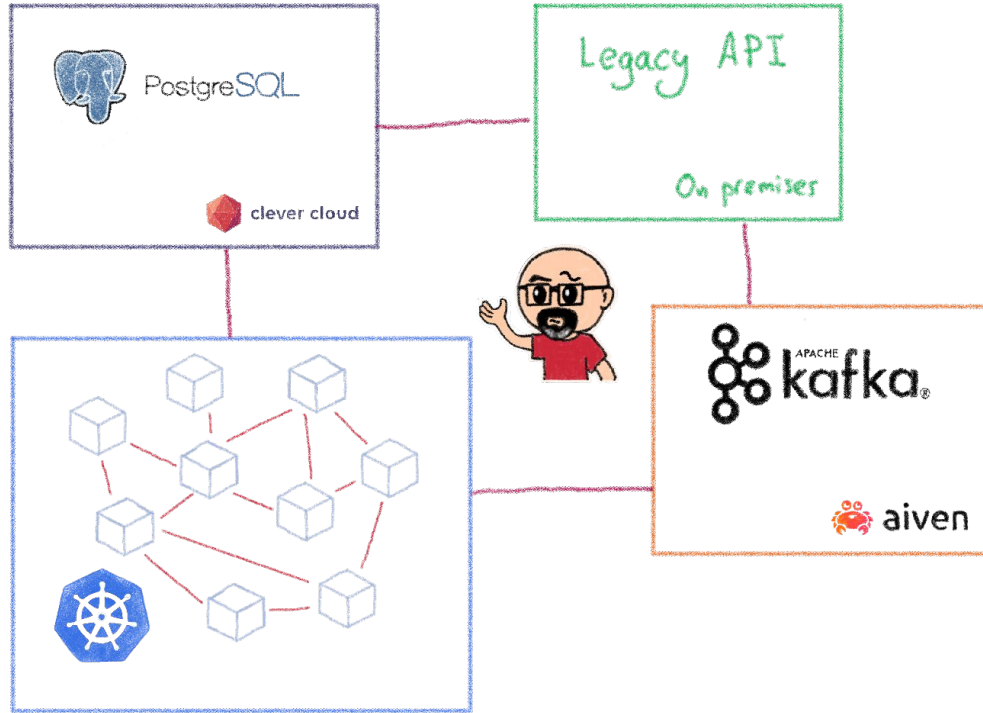 PostgreSQL
clever cloud
Legacy API
On premises
APACHE
kafka®
aiven